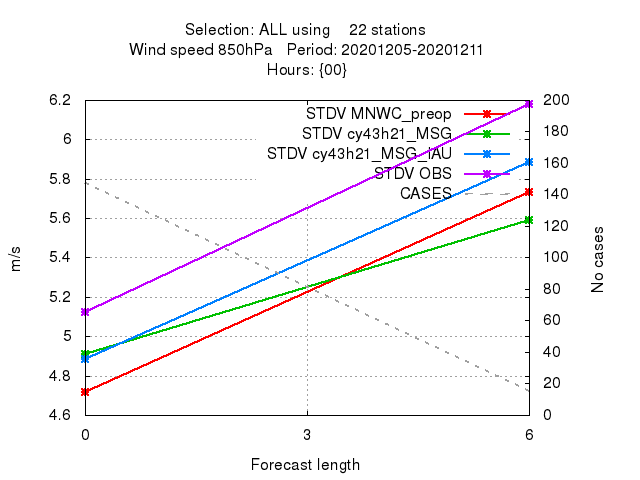 Selection: ALL using 22 stations
Wind speed 850hPa Period: 20201205-20201211
Hours: {00}
6.2
6
5.8
5.6
5.4
5.2
5
4.8
4.6
m/s
STDV MNWC_preop
STDV cy43h21_MSG
STDV cy43h21_MSG_IAU
STDV OBS
CASES
200
180
160
140
120
100
80
60
40
20
0
No cases
0
3
6
Forecast length